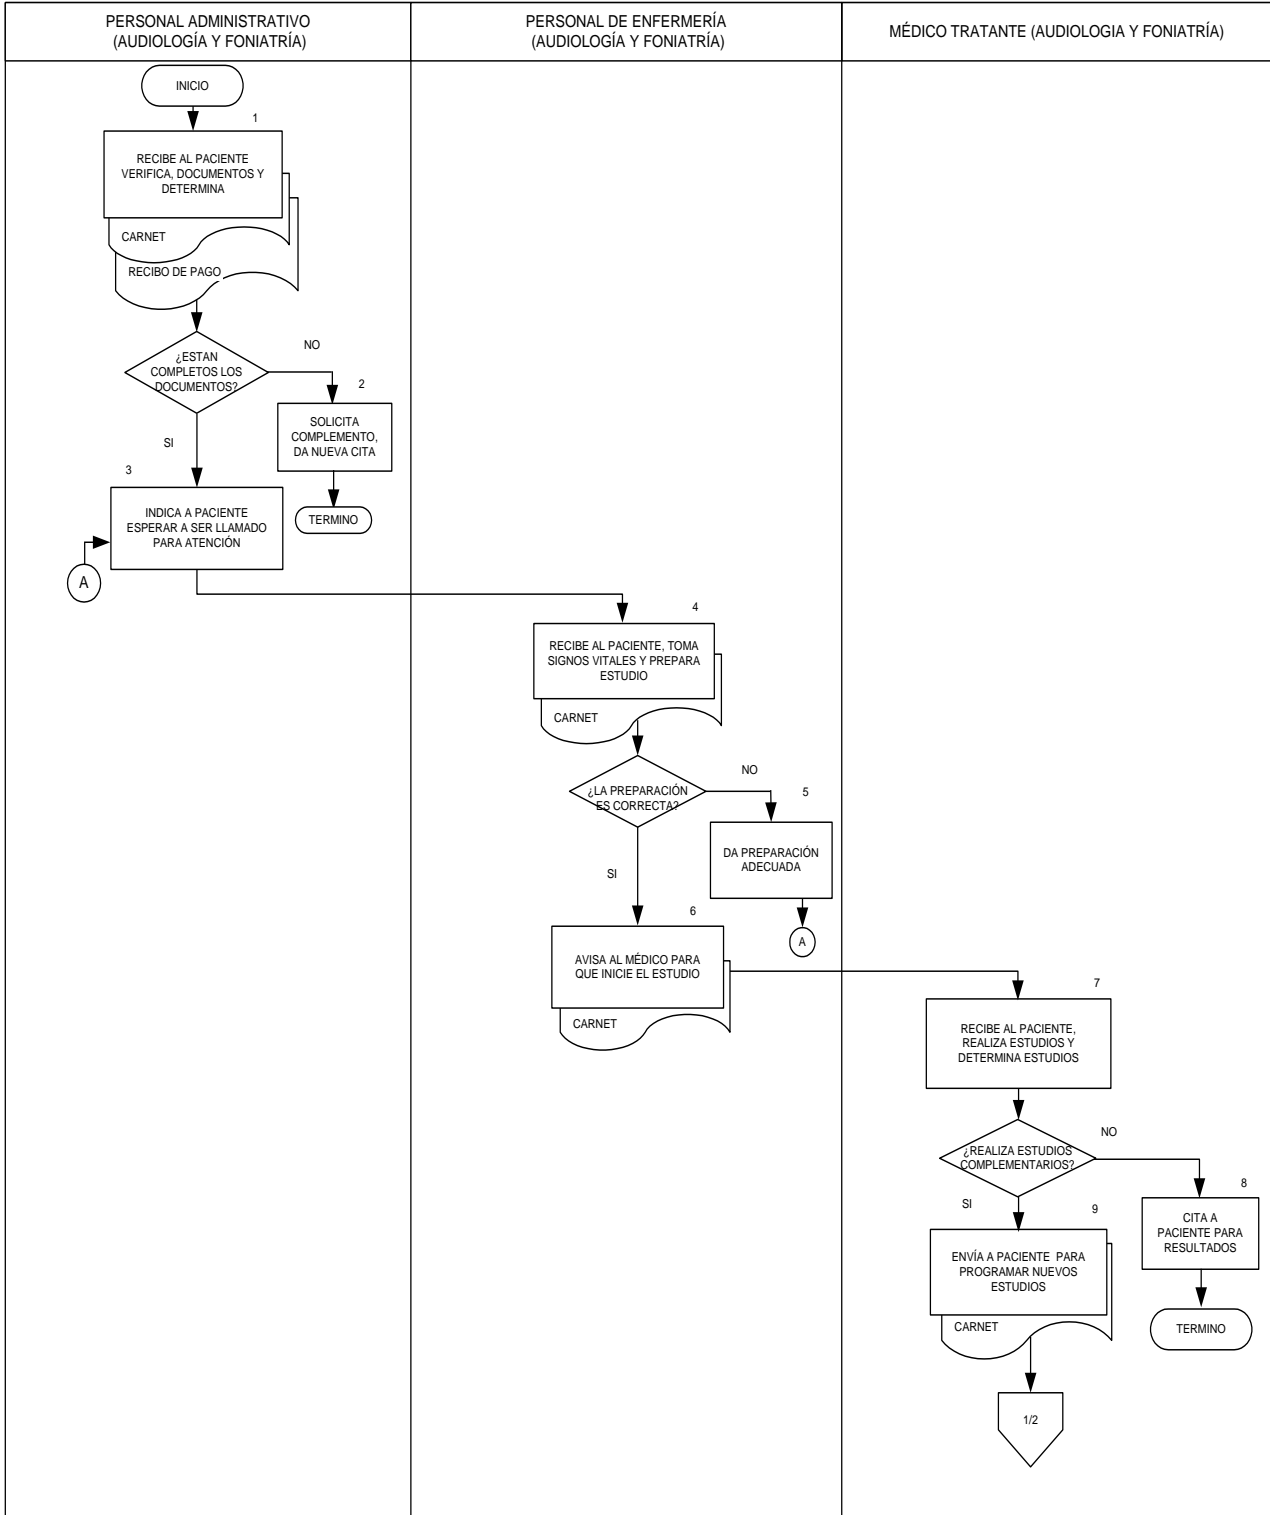 PERSONAL ADMINISTRATIVO
(AUDIOLOGÍA Y FONIATRÍA)
PERSONAL DE ENFERMERÍA
(AUDIOLOGÍA Y FONIATRÍA)
MÉDICO TRATANTE (AUDIOLOGIA Y FONIATRÍA)
INICIO
1
RECIBE AL PACIENTE
VERIFICA, DOCUMENTOS Y
DETERMINA
CARNET
RECIBO DE PAGO
¿ESTAN
COMPLETOS LOS
DOCUMENTOS?
NO
2
SOLICITA
COMPLEMENTO,
DA NUEVA CITA
TERMINO
SI
3
INDICA A PACIENTE
ESPERAR A SER LLAMADO
PARA ATENCIÓN
A
4
RECIBE AL PACIENTE, TOMA
SIGNOS VITALES Y PREPARA
ESTUDIO
CARNET
¿LA PREPARACIÓN
ES CORRECTA?
NO
5
DA PREPARACIÓN
ADECUADA
A
SI
6
AVISA AL MÉDICO PARA
QUE INICIE EL ESTUDIO
CARNET
7
RECIBE AL PACIENTE,
REALIZA ESTUDIOS Y
DETERMINA ESTUDIOS
¿REALIZA ESTUDIOS
COMPLEMENTARIOS?
NO
8
CITA A
PACIENTE PARA
RESULTADOS
TERMINO
SI
9
ENVÍA A PACIENTE PARA
PROGRAMAR NUEVOS
ESTUDIOS
CARNET
1/2